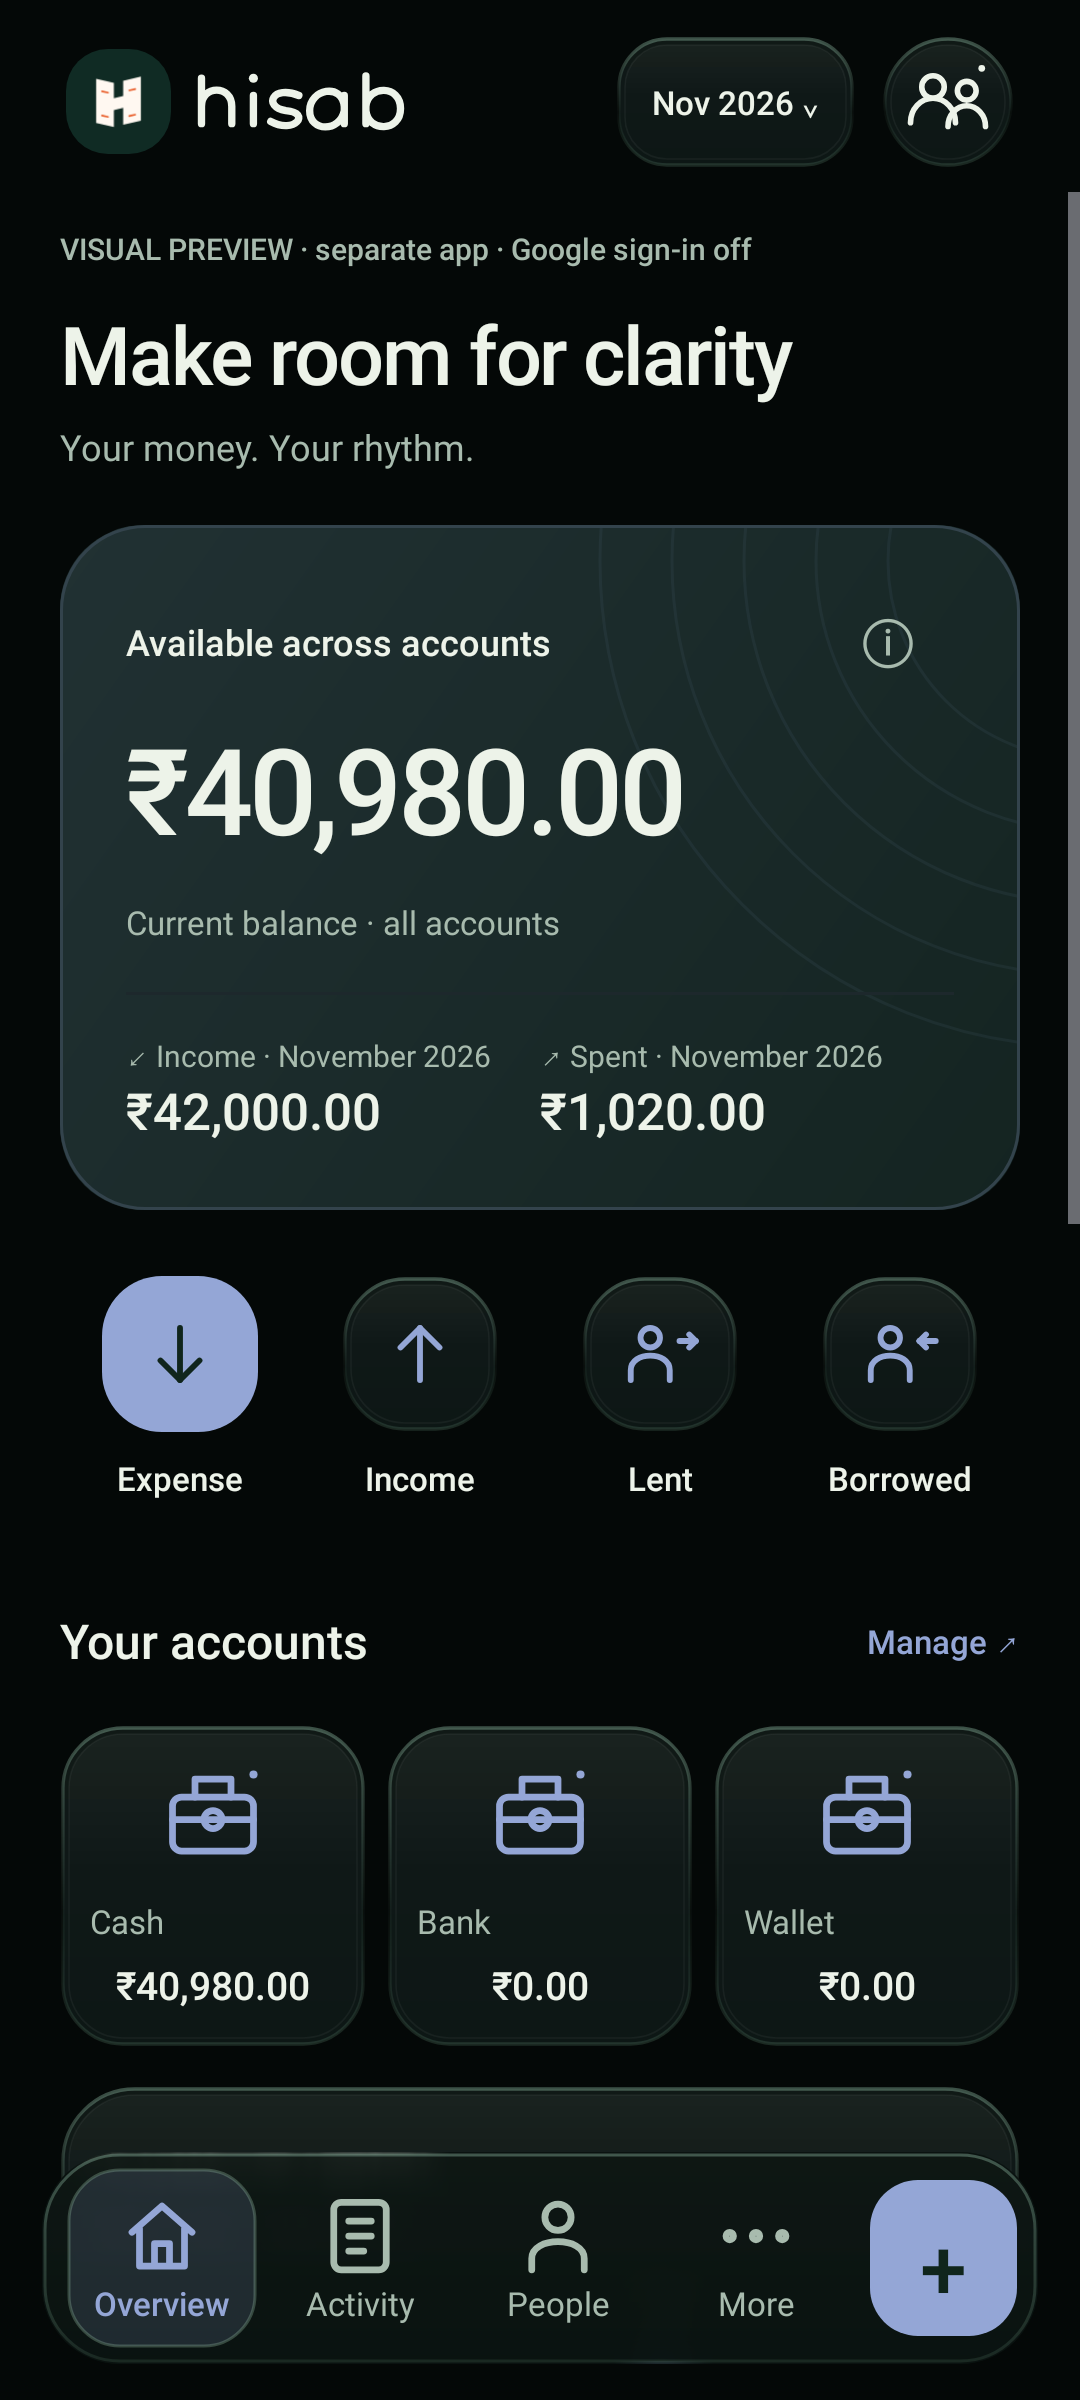 hisab
Nov 2026
VISUAL PREVIEW · separate app · Google sign-in off
Make room for clarity
Your money. Your rhythm.
Available across accounts
₹40,980.00
Current balance · all accounts
↙ Income · November 2026
₹42,000.00
↗ Spent · November 2026
₹1,020.00
Expense
Income
Lent
Borrowed
Your accounts
Manage ↗
Cash
₹40,980.00
Bank
₹0.00
Wallet
₹0.00
Overview
Activity
People
More
+